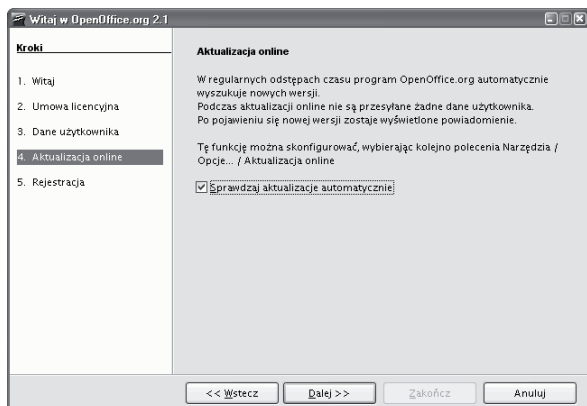 Witaj w OpenOffice.org 2.1
Kroki
1. Witaj
2. Umowa licencyjna
3. Dane użytkownika
4. Aktualizacja online
5. Rejestracja
Aktualizacja online
W regularnych odstępach czasu program OpenOffice.org automatycznie
wyszukuje nowych wersji.
Podczas aktualizacji online nie są przesyłane żadne dane użytkownika.
Po pojawieniu się nowej wersji zostaje wyświetlone powiadomienie.
Tę funkcję można skonfigurować, wybierając kolejno polecenia Narzędzia /
Opcje... / Aktualizacja online
Sprawdzaj aktualizacje automatycznie
<< Wstecz
Dalej >>
Zakończ
Anuluj